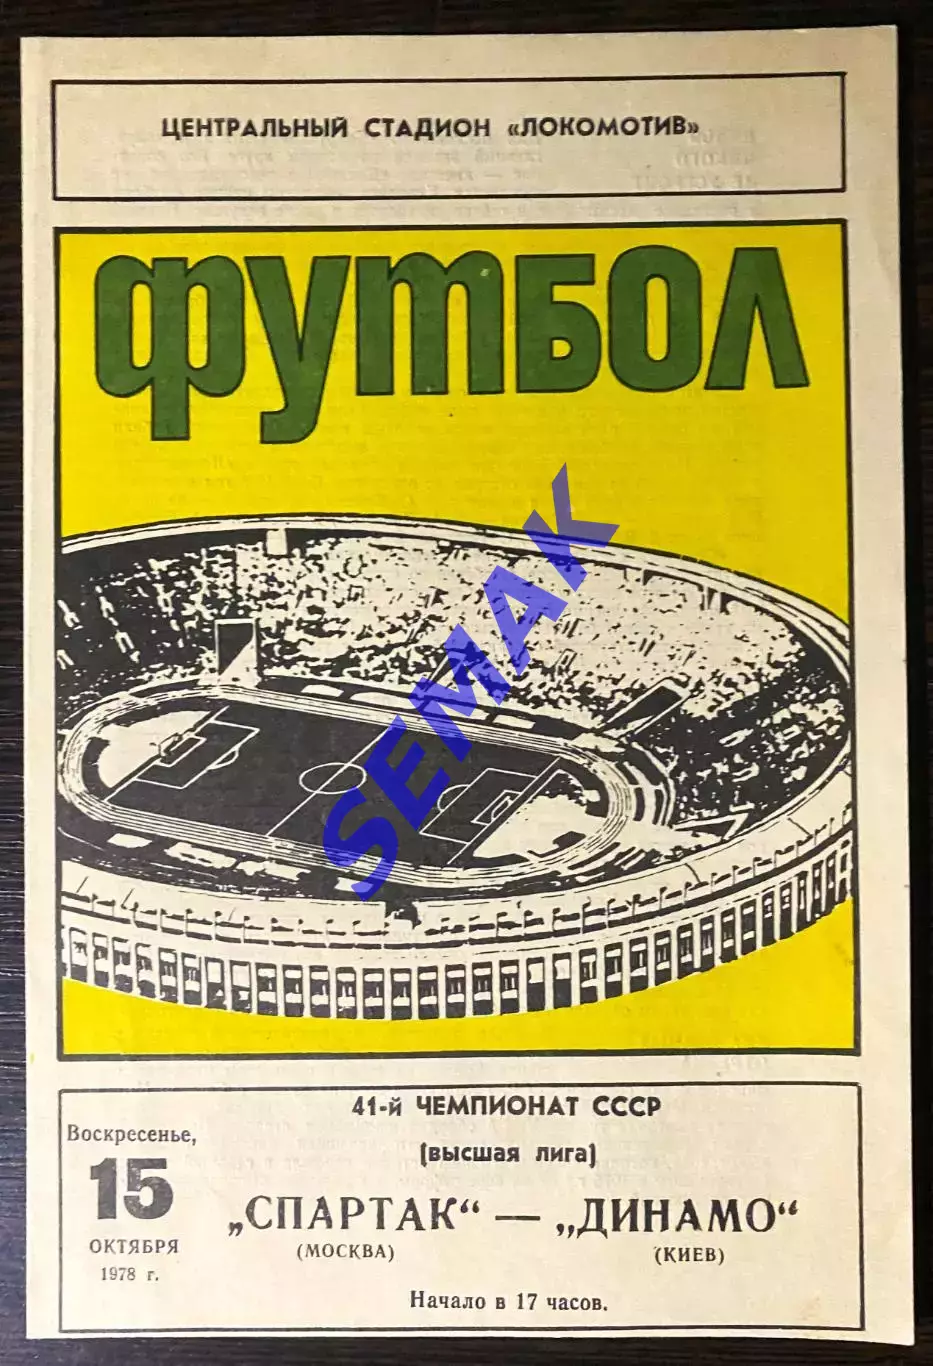 ЦЕНТРАЛЬНЫЙ СТАДИОН «ЛОКОМОТИВ»
ФУТБОЛ
SEMAK
41-й ЧЕМПИОНАТ СССР
(высшая лига)
Воскресенье,
15
ОКТЯБРЯ
1978 г.
„СПАРТАК“ — „ДИНАМО“
(МОСКВА) (КИЕВ)
Начало в 17 часов.